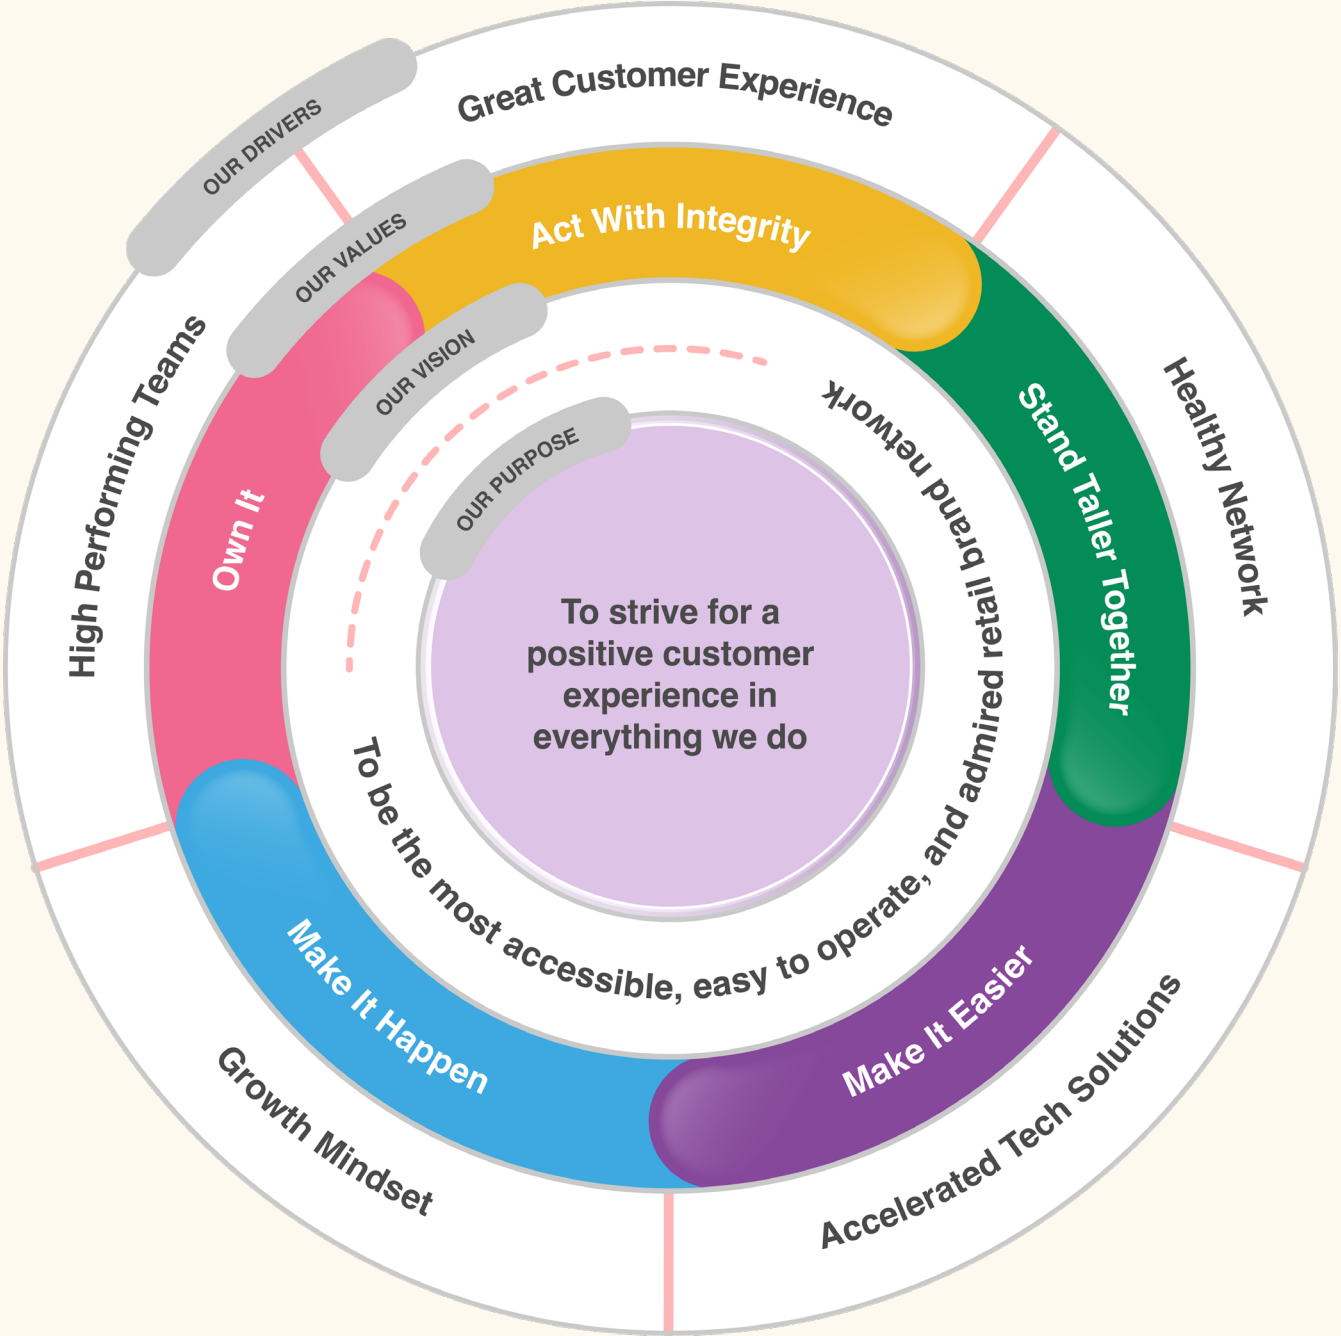 OUR DRIVERS
Great Customer Experience
Healthy Network
Accelerated Tech Solutions
Growth Mindset
High Performing Teams
OUR VALUES
Act With Integrity
Stand Taller Together
Make It Easier
Make It Happen
Own It
OUR VISION
To be the most accessible, easy to operate, and admired retail brand network
OUR PURPOSE
To strive for a
positive customer
experience in
everything we do